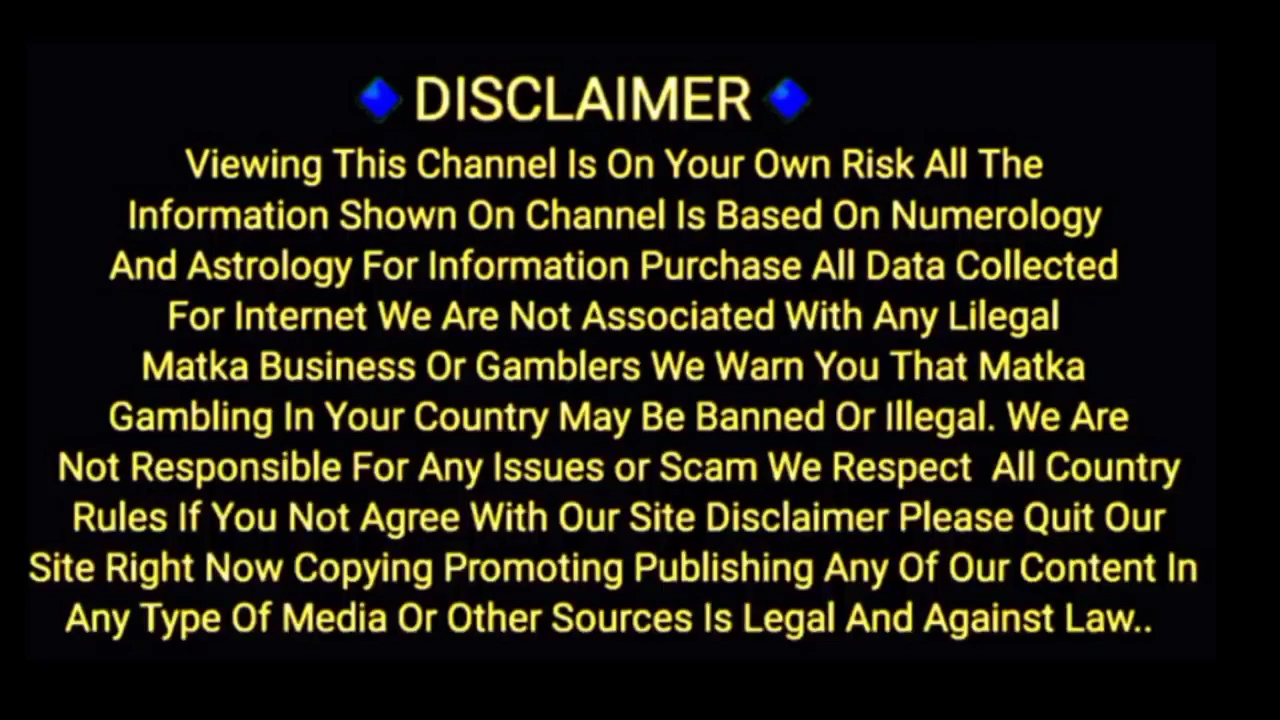 DISCLAIMER
Viewing This Channel Is On Your Own Risk All The
Information Shown On Channel Is Based On Numerology
And Astrology For Information Purchase All Data Collected
For Internet We Are Not Associated With Any Lilegal
Matka Business Or Gamblers We Warn You That Matka
Gambling In Your Country May Be Banned Or Illegal. We Are
Not Responsible For Any Issues or Scam We Respect  All Country
Rules If You Not Agree With Our Site Disclaimer Please Quit Our
Site Right Now Copying Promoting Publishing Any Of Our Content In
Any Type Of Media Or Other Sources Is Legal And Against Law..